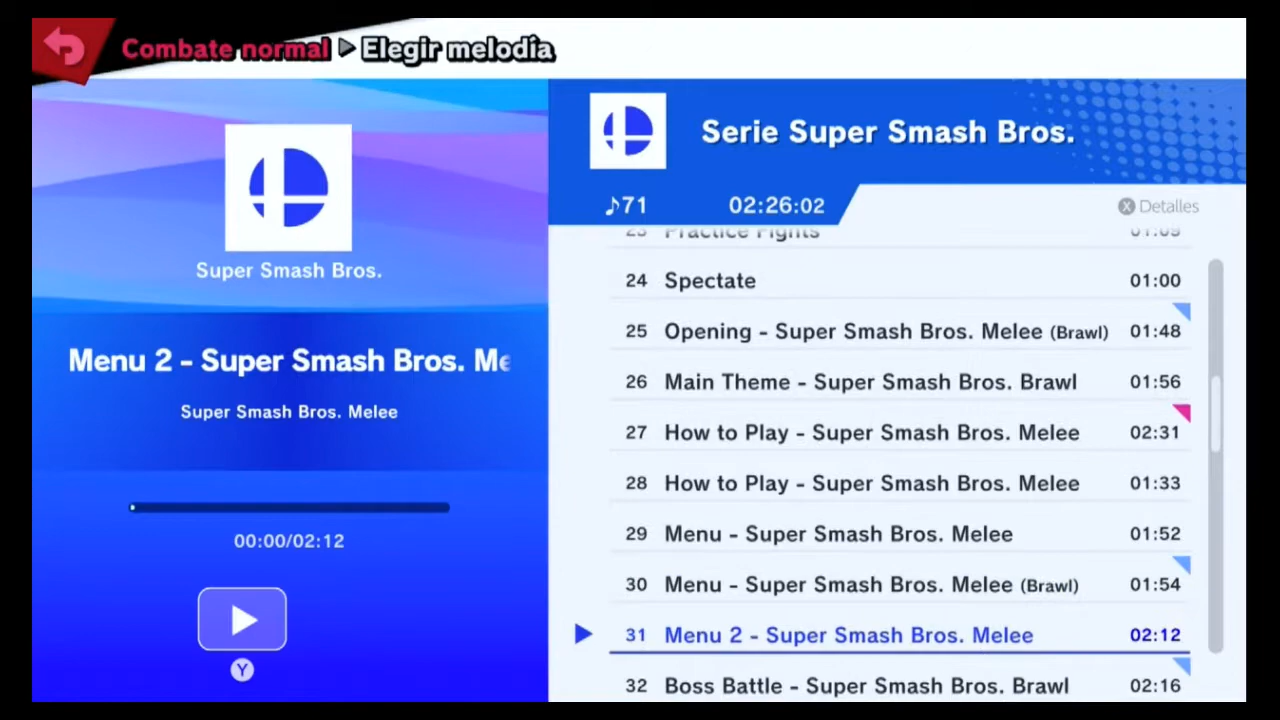 Combate normal ▶ Elegir melodía
Super Smash Bros.
Menu 2 - Super Smash Bros. Me
Super Smash Bros. Melee
00:00/02:12
Y
Serie Super Smash Bros.
♪71 02:26:02
X Detalles
23 Practice Fights 01:09
24 Spectate 01:00
25 Opening - Super Smash Bros. Melee (Brawl) 01:48
26 Main Theme - Super Smash Bros. Brawl 01:56
27 How to Play - Super Smash Bros. Melee 02:31
28 How to Play - Super Smash Bros. Melee 01:33
29 Menu - Super Smash Bros. Melee 01:52
30 Menu - Super Smash Bros. Melee (Brawl) 01:54
31 Menu 2 - Super Smash Bros. Melee 02:12
32 Boss Battle - Super Smash Bros. Brawl 02:16